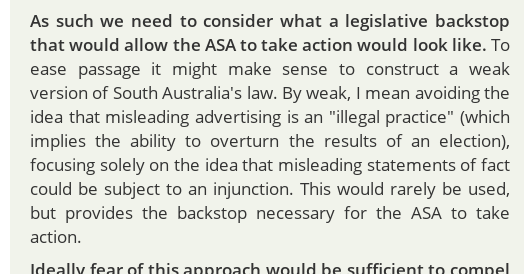 As such we need to consider what a legislative backstop
that would allow the ASA to take action would look like. To
ease passage it might make sense to construct a weak
version of South Australia's law. By weak, I mean avoiding the
idea that misleading advertising is an "illegal practice" (which
implies the ability to overturn the results of an election),
focusing solely on the idea that misleading statements of fact
could be subject to an injunction. This would rarely be used,
but provides the backstop necessary for the ASA to take
action.
Ideally fear of this approach would be sufficient to compel